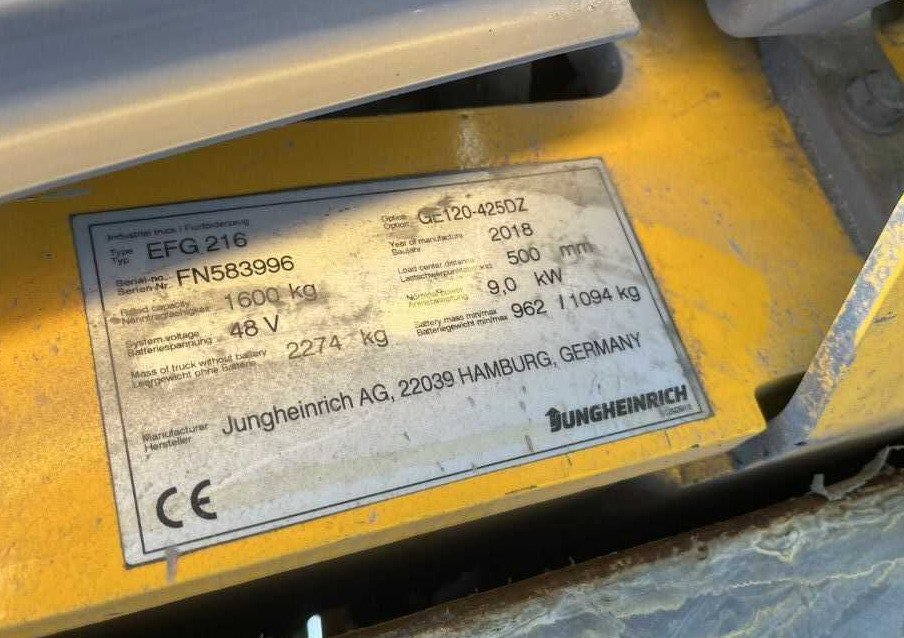 Industrial truck / Flurförderzeug
Type
Typ EFG 216
Option
Option GE120-425DZ
Serial-no.
Serien Nr FN583996
Year of manufacture
Baujahr 2018
Rated capacity
Nenntragfähigkeit 1600 kg
Load center distance
Lastschwerpunktabstand 500 mm
System voltage
Batteriespannung 48 V
9,0 kW
Mass of truck without battery
Leergewicht ohne Batterie 2274 kg
Battery mass min/max
Batteriegewicht min/max 962 / 1094 kg
Manufacturer
Hersteller Jungheinrich AG, 22039 HAMBURG, GERMANY
JUNGHEINRICH
CE